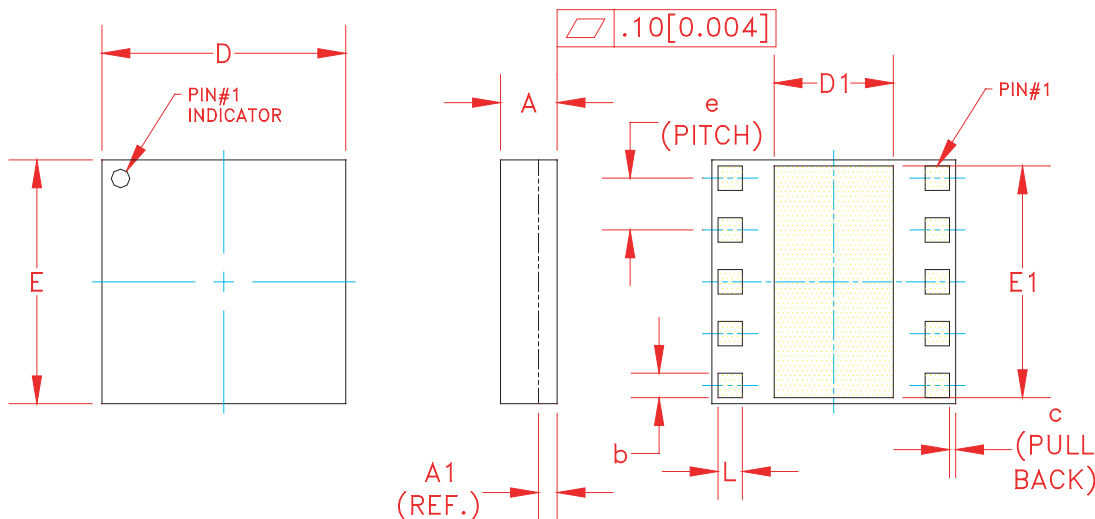 .10[0.004]
D
PIN#1
INDICATOR
A
e
(PITCH)
D1
PIN#1
E
E1
b
L
c
(PULL
BACK)
A1
(REF.)